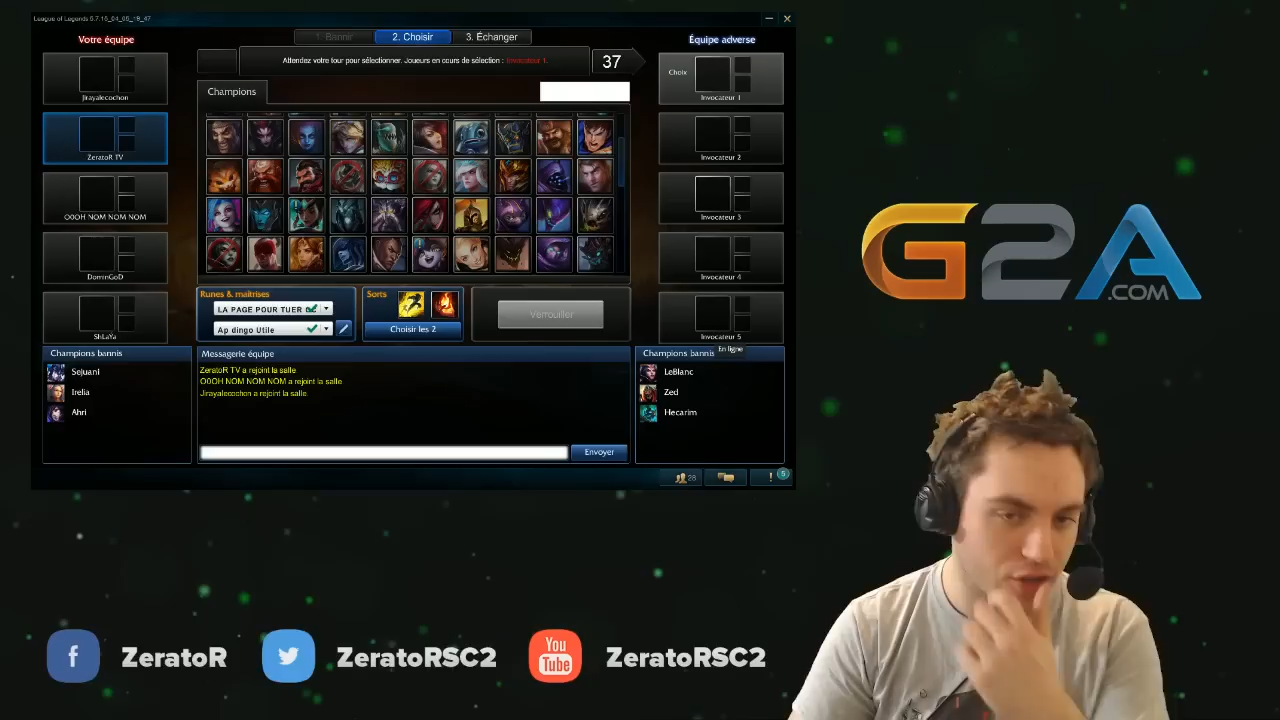 League of Legends 5.7.15_04_05_19_47
Votre équipe
1. Bannir
2. Choisir
3. Échanger
Équipe adverse
Attendez votre tour pour sélectionner. Joueurs en cours de sélection : Invocateur 1.
37
Jirayalecochon
ZeratoR TV
O0OH NOM NOM NOM
DominGoD
ShLaYa
Champions
Choix
Invocateur 1
Invocateur 2
Invocateur 3
Invocateur 4
Invocateur 5
En ligne
Runes & maîtrises
LA PAGE POUR TUER
Ap dingo Utile
Sorts
Choisir les 2
Verrouiller
Champions bannis
Sejuani
Irelia
Ahri
Messagerie équipe
ZeratoR TV a rejoint la salle
O0OH NOM NOM NOM a rejoint la salle
Jirayalecochon a rejoint la salle.
Envoyer
Champions bannis
LeBlanc
Zed
Hecarim
28
5
G2A
.COM
f
ZeratoR
ZeratoRSC2
You
Tube
ZeratoRSC2